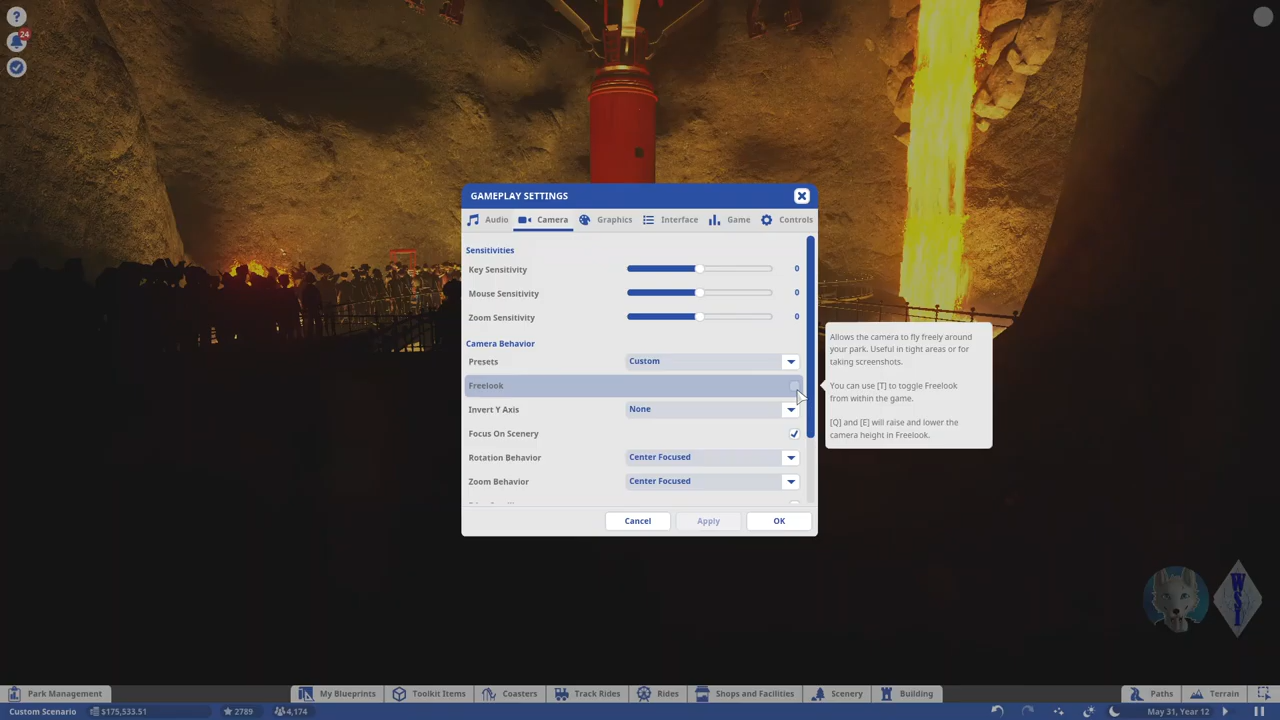 ?
24
GAMEPLAY SETTINGS
Audio Camera Graphics Interface Game Controls
Sensitivities
Key Sensitivity 0
Mouse Sensitivity 0
Zoom Sensitivity 0
Camera Behavior
Presets Custom
Freelook
Invert Y Axis None
Focus On Scenery
Rotation Behavior Center Focused
Zoom Behavior Center Focused
Cancel Apply OK
Allows the camera to fly freely around
your park. Useful in tight areas or for
taking screenshots.
You can use [T] to toggle Freelook
from within the game.
[Q] and [E] will raise and lower the
camera height in Freelook.
WSI
Park Management My Blueprints Toolkit Items Coasters Track Rides Rides Shops and Facilities Scenery Building Paths Terrain
Custom Scenario $175,533.51 2789 4,174 May 31, Year 12